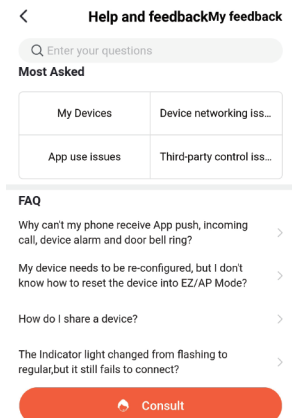 Help and feedback My feedback
Enter your questions
Most Asked
My Devices
Device networking iss...
App use issues
Third-party control iss...
FAQ
Why can't my phone receive App push, incoming
call, device alarm and door bell ring?
My device needs to be re-configured, but I don't
know how to reset the device into EZ/AP Mode?
How do I share a device?
The Indicator light changed from flashing to
regular,but it still fails to connect?
Consult